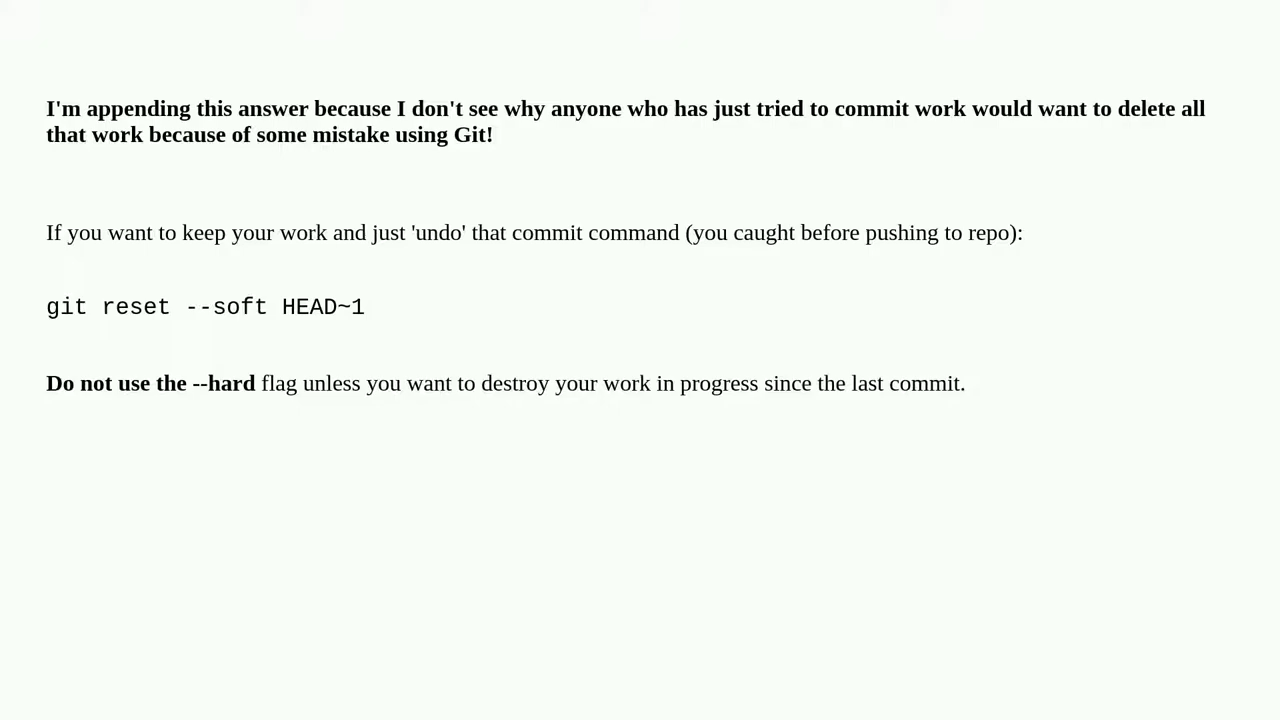 I'm appending this answer because I don't see why anyone who has just tried to commit work would want to delete all
that work because of some mistake using Git!
If you want to keep your work and just 'undo' that commit command (you caught before pushing to repo):
git reset --soft HEAD~1
Do not use the --hard flag unless you want to destroy your work in progress since the last commit.